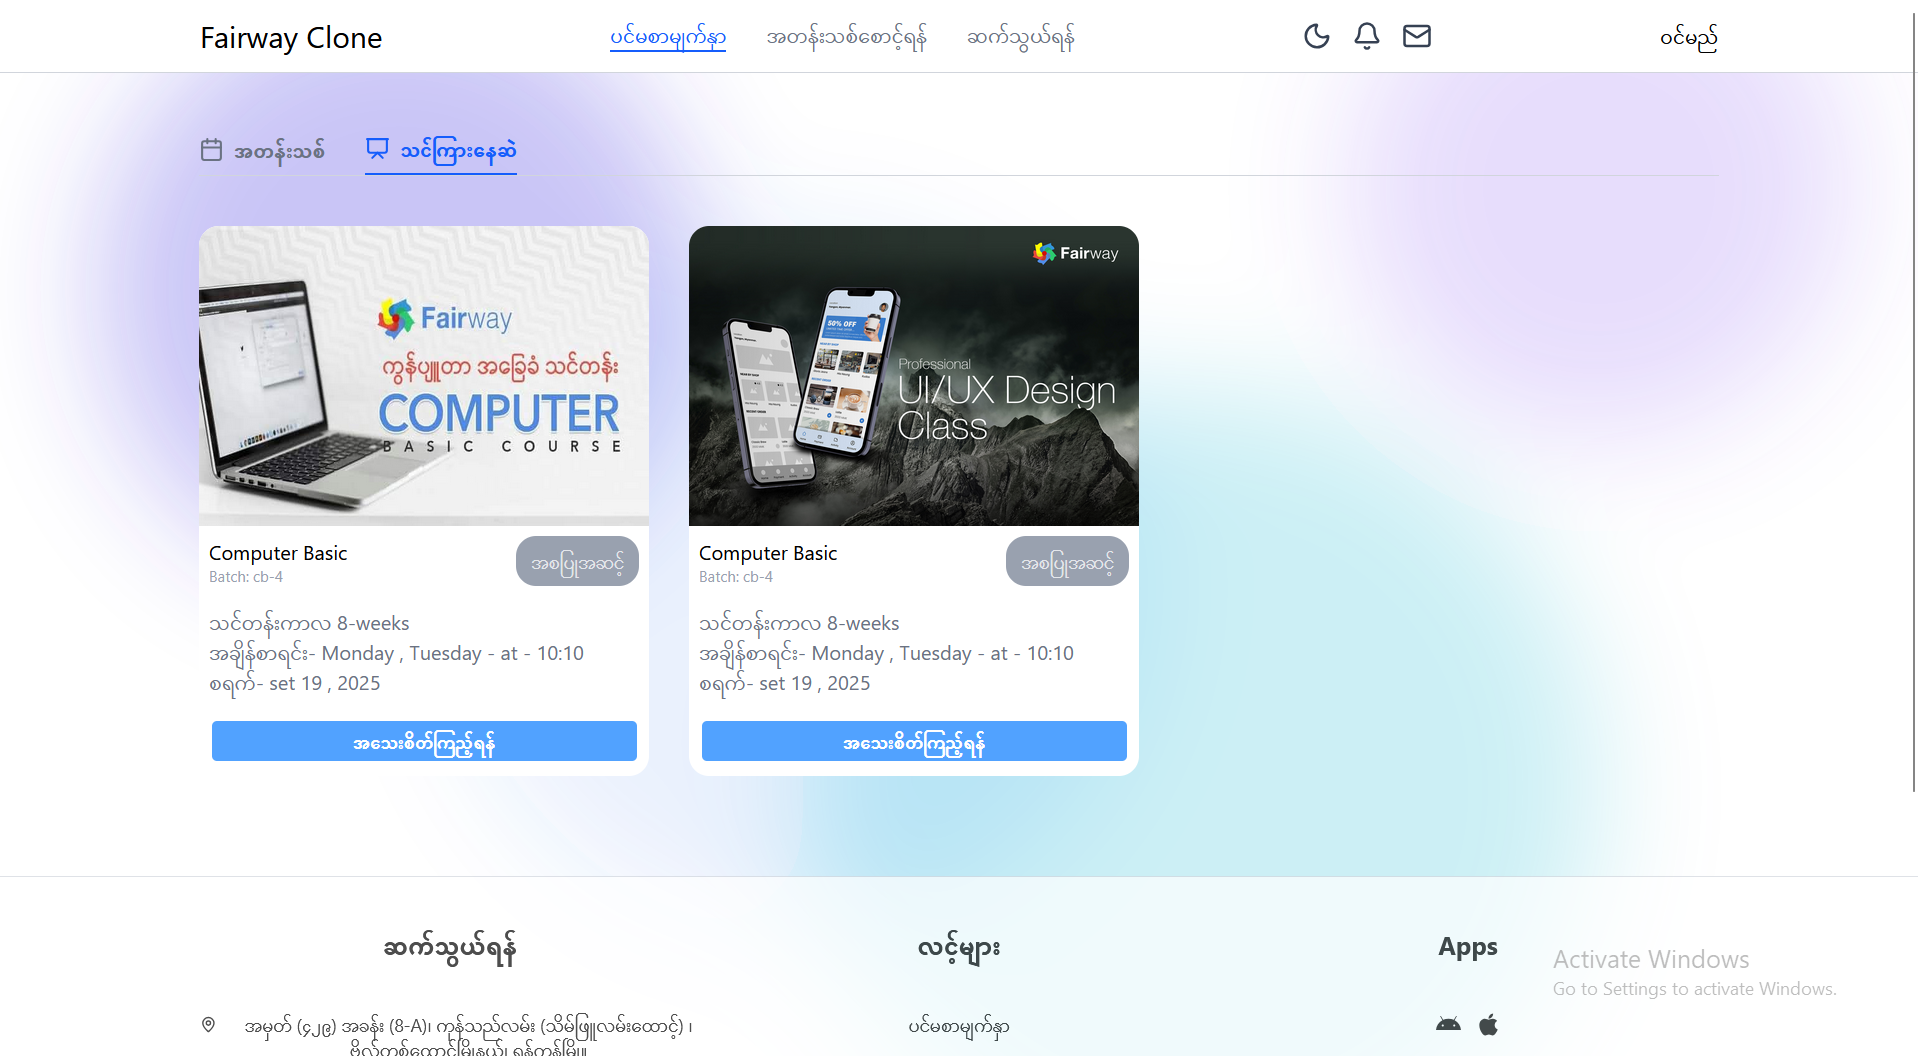 Fairway Clone
ပင်မစာမျက်နှာ
အတန်းသစ်စောင့်ရန်
ဆက်သွယ်ရန်
ဝင်မည်
အတန်းသစ်
သင်ကြားနေဆဲ
Fairway
ကွန်ပျူတာ အခြေခံ သင်တန်း
COMPUTER
BASIC COURSE
Computer Basic
Batch: cb-4
အစပြုအဆင့်
သင်တန်းကာလ 8-weeks
အချိန်စာရင်း- Monday , Tuesday - at - 10:10
စရက်- set 19 , 2025
အသေးစိတ်ကြည့်ရန်
Fairway
50% OFF
Professional
UI/UX Design
Class
Computer Basic
Batch: cb-4
အစပြုအဆင့်
သင်တန်းကာလ 8-weeks
အချိန်စာရင်း- Monday , Tuesday - at - 10:10
စရက်- set 19 , 2025
အသေးစိတ်ကြည့်ရန်
ဆက်သွယ်ရန်
အမှတ် (၄၂၉) အခန်း (8-A)၊ ကုန်သည်လမ်း (သိမ်ဖြူလမ်းထောင့်) ၊
လင့်များ
ပင်မစာမျက်နှာ
Apps
Activate Windows
Go to Settings to activate Windows.